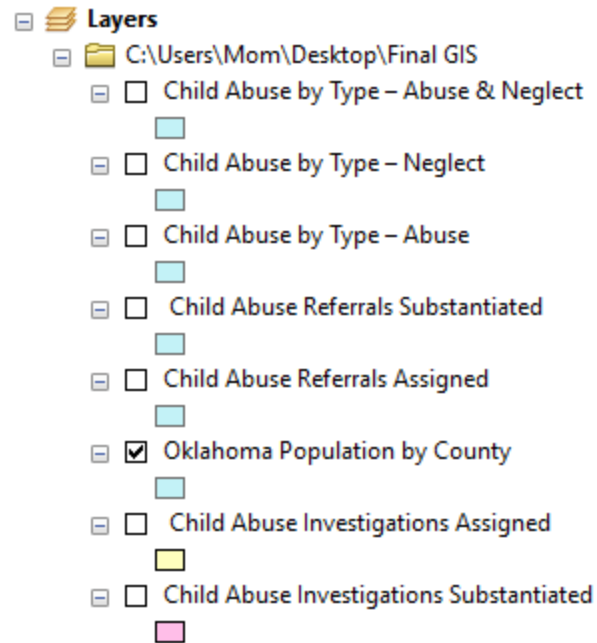 Layers
C:\Users\Mom\Desktop\Final GIS
Child Abuse by Type – Abuse & Neglect
Child Abuse by Type – Neglect
Child Abuse by Type – Abuse
Child Abuse Referrals Substantiated
Child Abuse Referrals Assigned
Oklahoma Population by County
Child Abuse Investigations Assigned
Child Abuse Investigations Substantiated